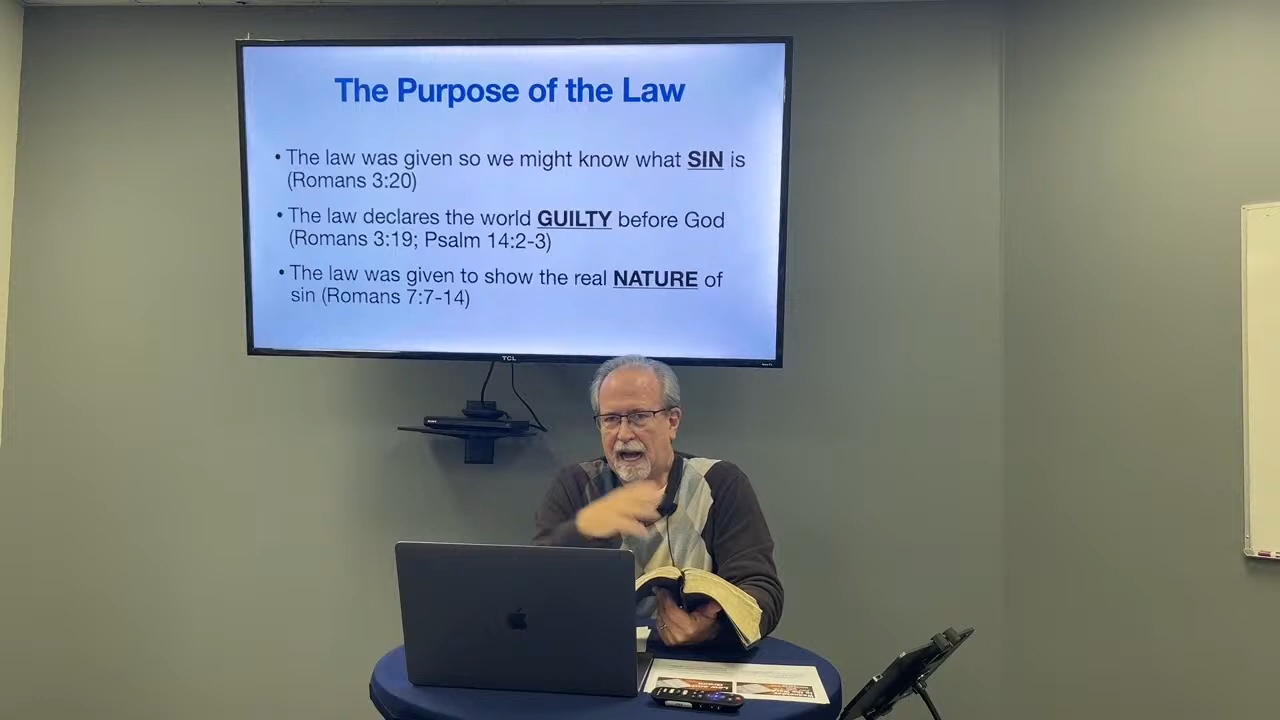 The Purpose of the Law
• The law was given so we might know what SIN is
(Romans 3:20)
• The law declares the world GUILTY before God
(Romans 3:19; Psalm 14:2-3)
• The law was given to show the real NATURE of
sin (Romans 7:7-14)
TCL